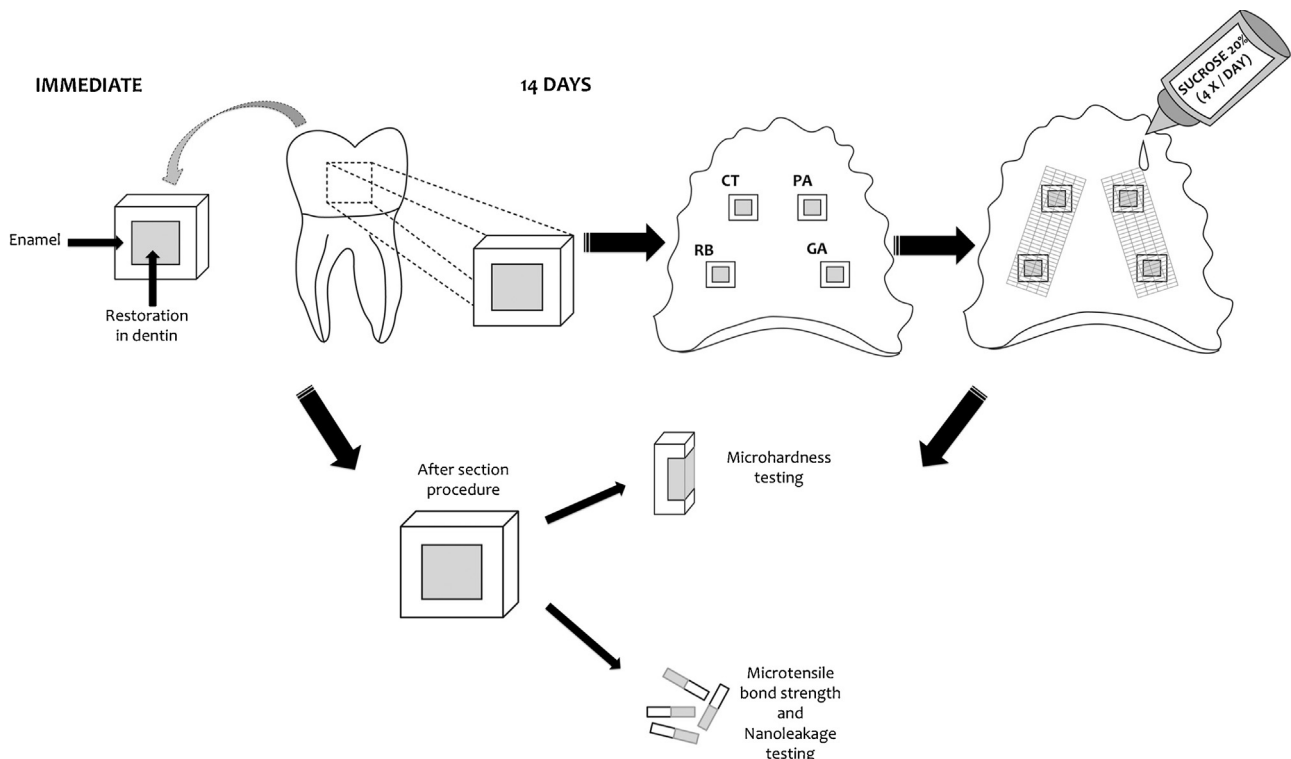 IMMEDIATE
14 DAYS
SUCROSE 20%
(4 X / DAY)
CT
PA
RB
GA
Enamel
Restoration
in dentin
After section
procedure
Microhardness
testing
Microtensile
bond strength
and
Nanoleakage
testing